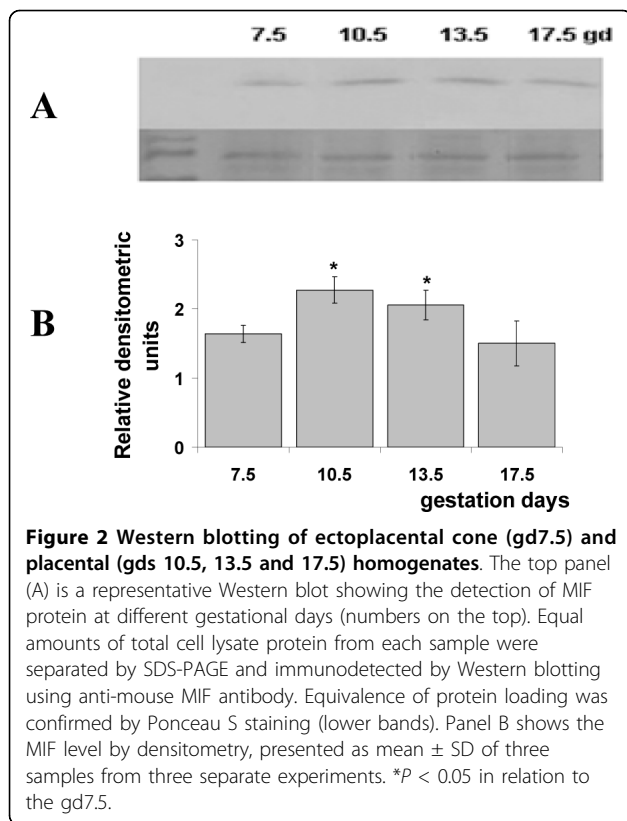 7.5 10.5 13.5 17.5 gd
A
B
Relative densitometric
units
3
2
1
0
* *
7.5 10.5 13.5 17.5
gestation days
Figure 2 Western blotting of ectoplacental cone (gd7.5) and
placental (gds 10.5, 13.5 and 17.5) homogenates. The top panel
(A) is a representative Western blot showing the detection of MIF
protein at different gestational days (numbers on the top). Equal
amounts of total cell lysate protein from each sample were
separated by SDS-PAGE and immunodetected by Western blotting
using anti-mouse MIF antibody. Equivalence of protein loading was
confirmed by Ponceau S staining (lower bands). Panel B shows the
MIF level by densitometry, presented as mean ± SD of three
samples from three separate experiments. *P < 0.05 in relation to
the gd7.5.